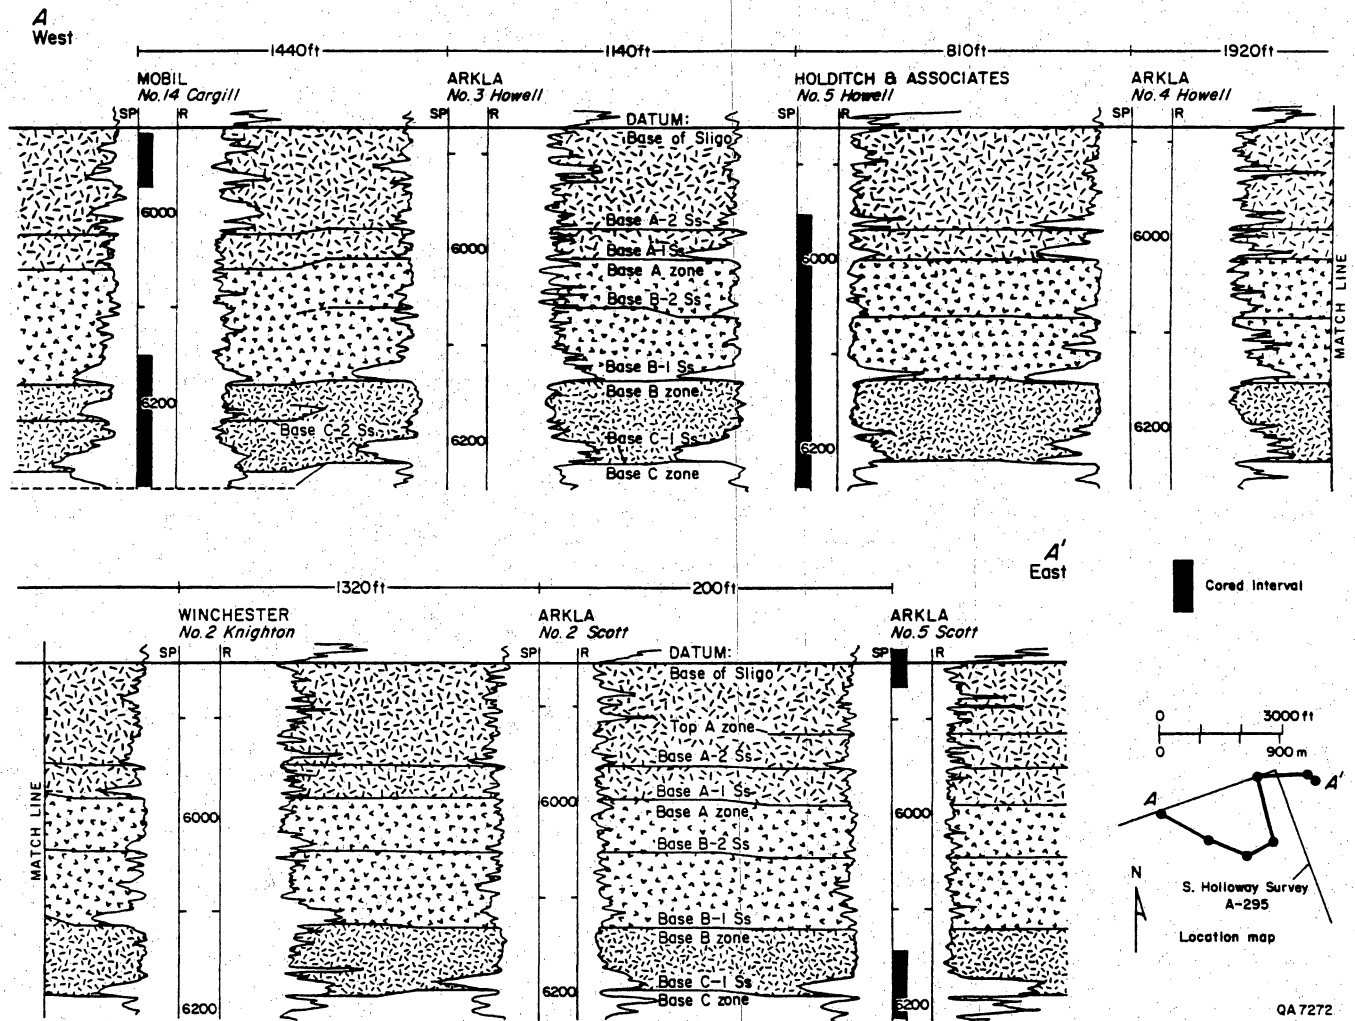 A
West
1440ft
1140ft
810ft
1920ft
MOBIL
No.14 Cargill
ARKLA
No.3 Howell
HOLDITCH & ASSOCIATES
No.5 Howell
ARKLA
No.4 Howell
SP R
SP R
DATUM:
SP R
SP R
Base of Sligo
6000
Base A-2 Ss
6000
Base A-1 Ss
6000
6000
Base A zone
Base B-2 Ss
MATCH LINE
Base B-1 Ss
Base B zone
6200
Base C-2 Ss
6200
Base C-1 Ss
6200
6200
Base C zone
A'
East
1320ft
200ft
Cored interval
WINCHESTER
No.2 Knighton
ARKLA
No.2 Scott
ARKLA
No.5 Scott
SP R
SP R
DATUM:
SP R
Base of Sligo
Top A zone
0 3000 ft
0 900 m
Base A-2 Ss
Base A-1 Ss
6000
6000
6000
Base A zone
A
A'
MATCH LINE
Base B-2 Ss
N
S. Holloway Survey
A-295
Base B-1 Ss
Base B zone
Location map
Base C-1 Ss
6200
6200
6200
Base C zone
QA7272